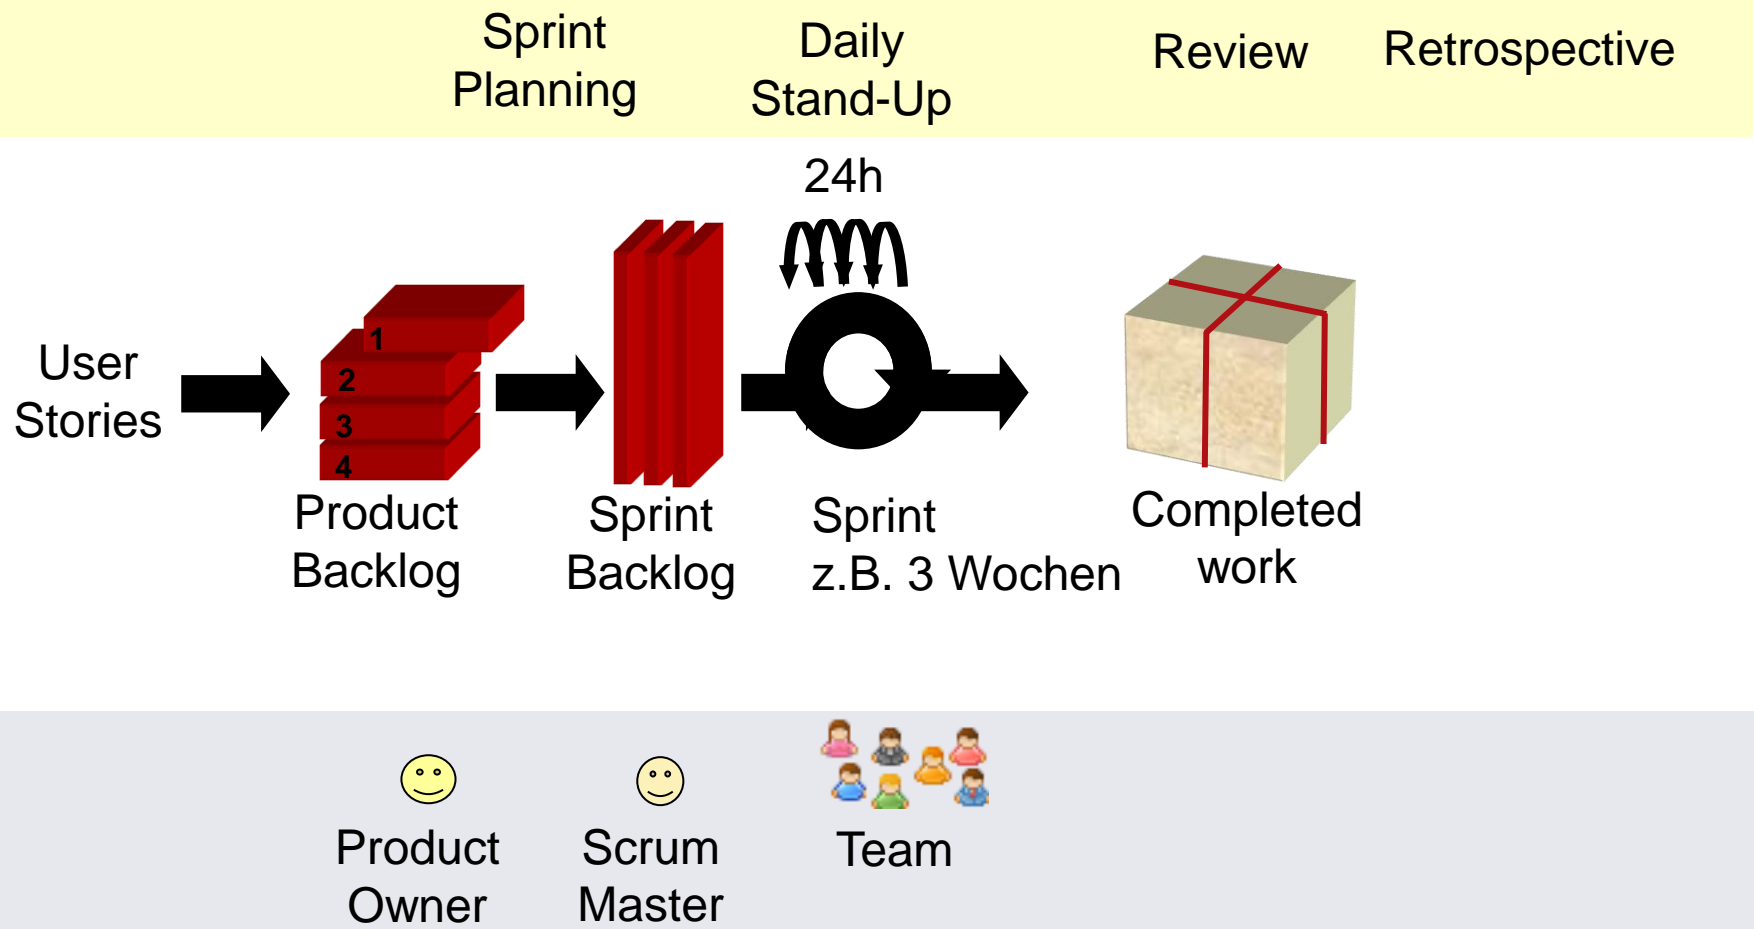 Sprint
Planning
Daily
Stand-Up
Review
Retrospective
24h
User
Stories
1
2
3
4
Product
Backlog
Sprint
Backlog
Sprint
z.B. 3 Wochen
Completed
work
Product
Owner
Scrum
Master
Team